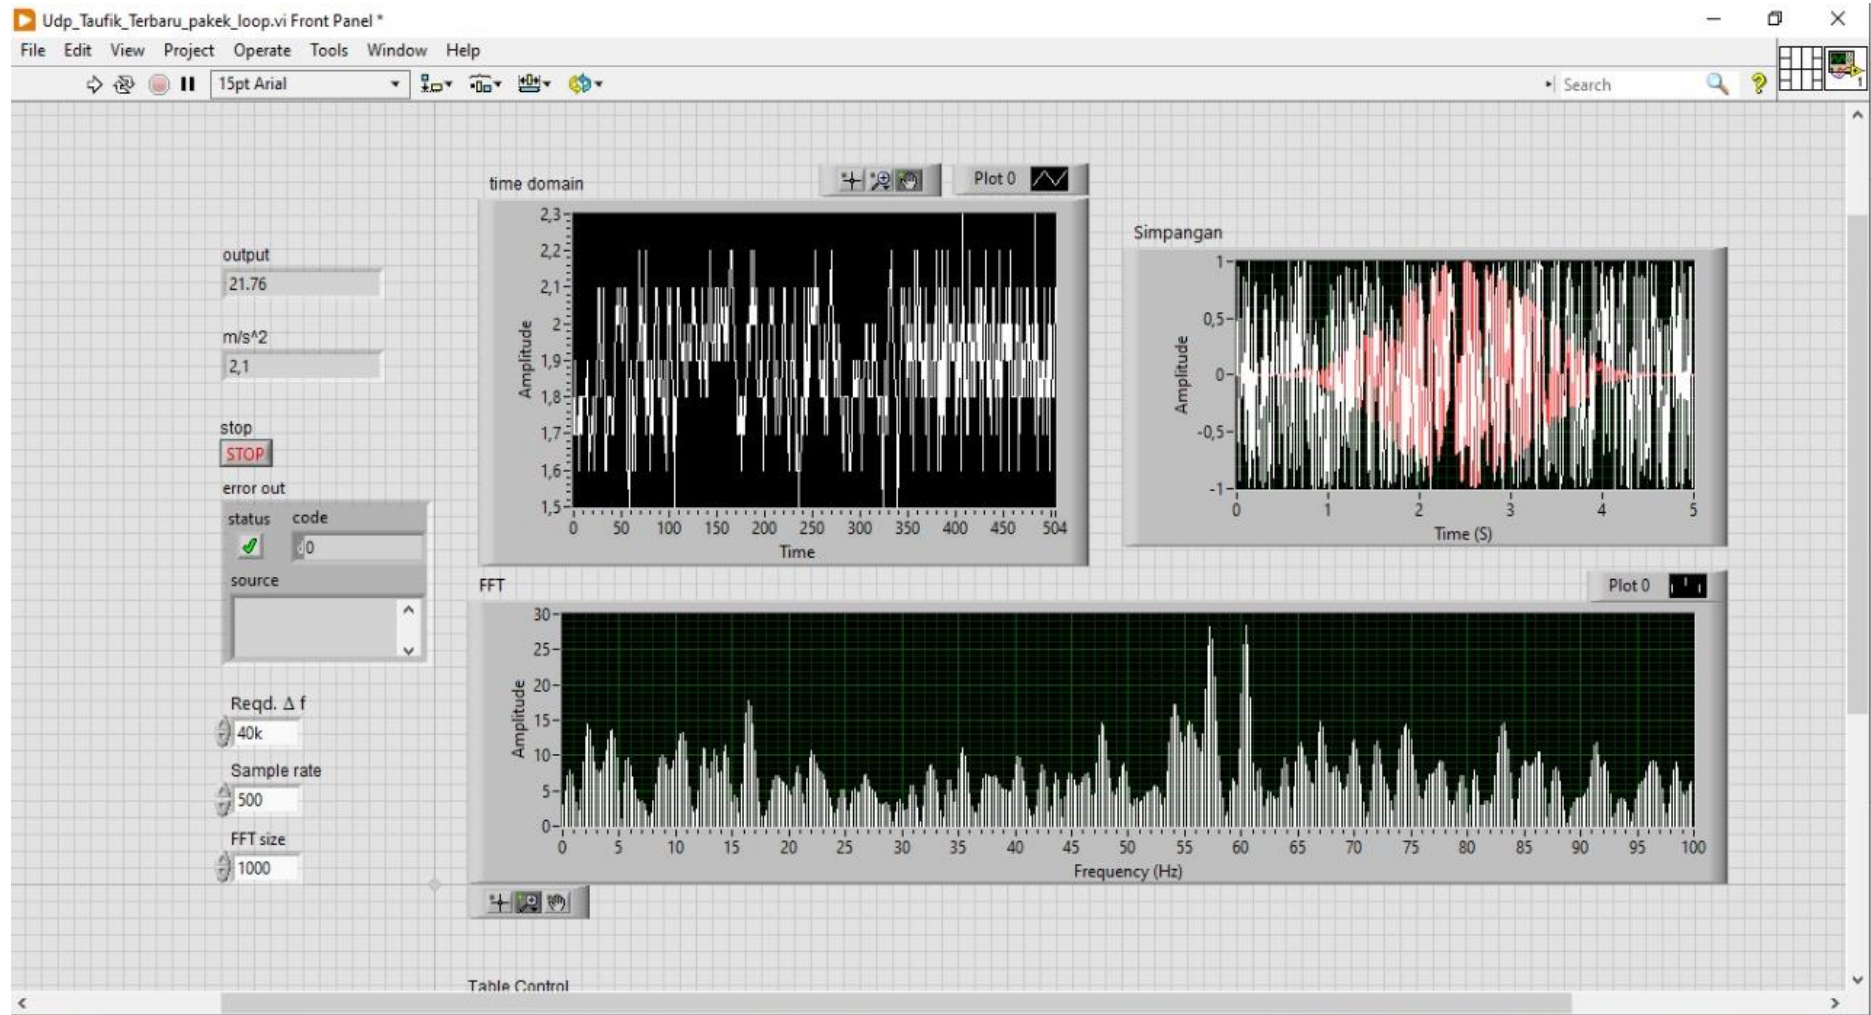 Udp_Taufik_Terbaru_pakek_loop.vi Front Panel *
File Edit View Project Operate Tools Window Help
15pt Arial
Search
1
time domain
Plot 0
2,3
2,2
2,1
2
1,9
1,8
1,7
1,6
1,5
Amplitude
0 50 100 150 200 250 300 350 400 450 504
Time
Simpangan
1
0,5
0
-0,5
-1
Amplitude
0 1 2 3 4 5
Time (S)
output
21.76
m/s^2
2,1
stop
STOP
error out
status code
d0
source
Reqd. Δ f
40k
Sample rate
500
FFT size
1000
FFT
Plot 0
30
25
20
15
10
5
0
Amplitude
0 5 10 15 20 25 30 35 40 45 50 55 60 65 70 75 80 85 90 95 100
Frequency (Hz)
Table Control